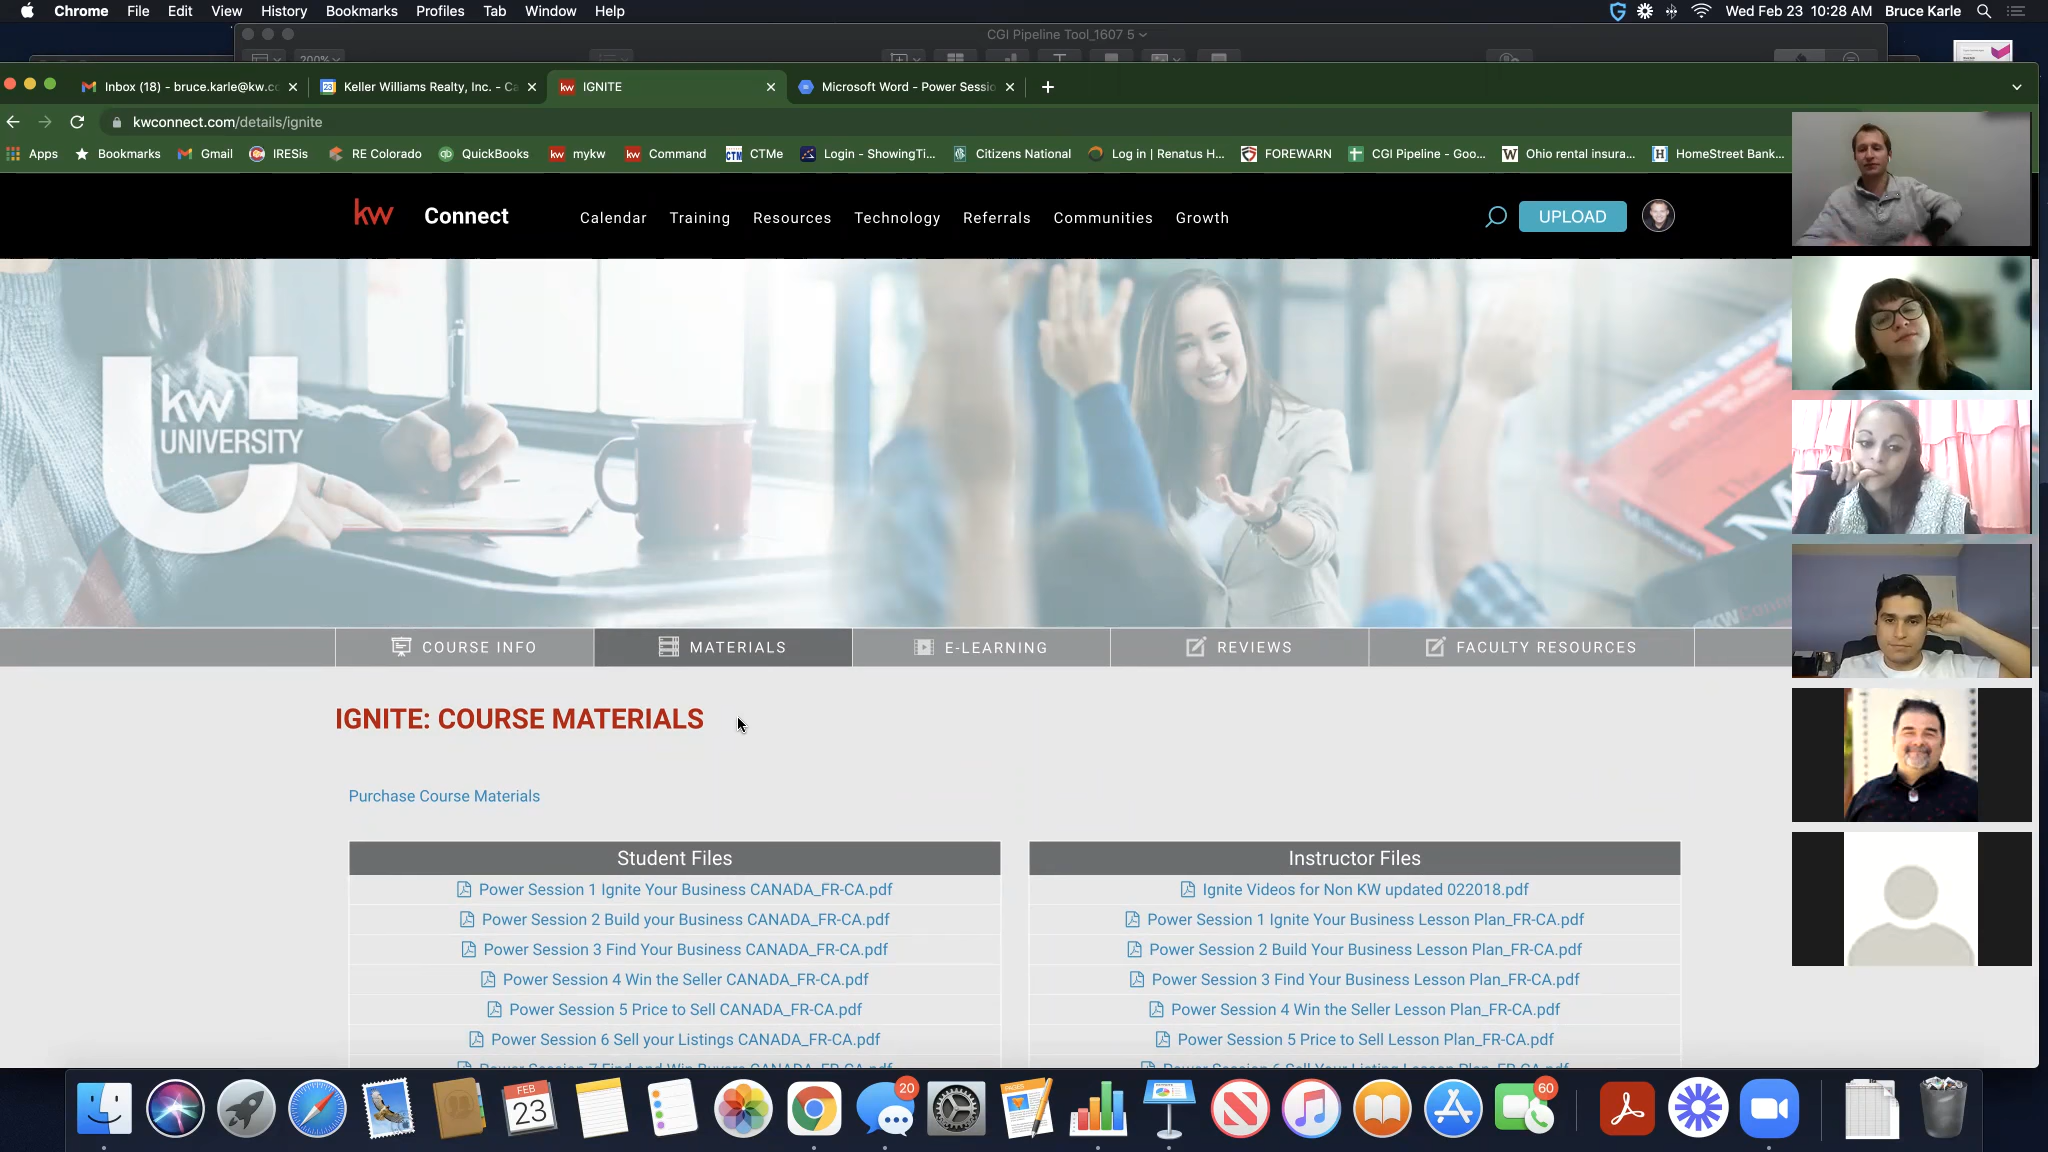 Chrome File Edit View History Bookmarks Profiles Tab Window Help
Wed Feb 23 10:28 AM Bruce Karle
CGI Pipeline Tool_1607 5
200%
Inbox (18) - bruce.karle@kw.c
Keller Williams Realty, Inc. - Ca
IGNITE
Microsoft Word - Power Sessio
kwconnect.com/details/ignite
Apps Bookmarks Gmail IRESis RE Colorado QuickBooks mykw Command CTMe Login - ShowingTi... Citizens National Log in | Renatus H... FOREWARN CGI Pipeline - Goo... Ohio rental insura... HomeStreet Bank...
kw Connect Calendar Training Resources Technology Referrals Communities Growth UPLOAD
kw
UNIVERSITY
COURSE INFO MATERIALS E-LEARNING REVIEWS FACULTY RESOURCES
IGNITE: COURSE MATERIALS
Purchase Course Materials
Student Files
Power Session 1 Ignite Your Business CANADA_FR-CA.pdf
Power Session 2 Build your Business CANADA_FR-CA.pdf
Power Session 3 Find Your Business CANADA_FR-CA.pdf
Power Session 4 Win the Seller CANADA_FR-CA.pdf
Power Session 5 Price to Sell CANADA_FR-CA.pdf
Power Session 6 Sell your Listings CANADA_FR-CA.pdf
Instructor Files
Ignite Videos for Non KW updated 022018.pdf
Power Session 1 Ignite Your Business Lesson Plan_FR-CA.pdf
Power Session 2 Build Your Business Lesson Plan_FR-CA.pdf
Power Session 3 Find Your Business Lesson Plan_FR-CA.pdf
Power Session 4 Win the Seller Lesson Plan_FR-CA.pdf
Power Session 5 Price to Sell Lesson Plan_FR-CA.pdf
FEB
23
20
PAGES
60